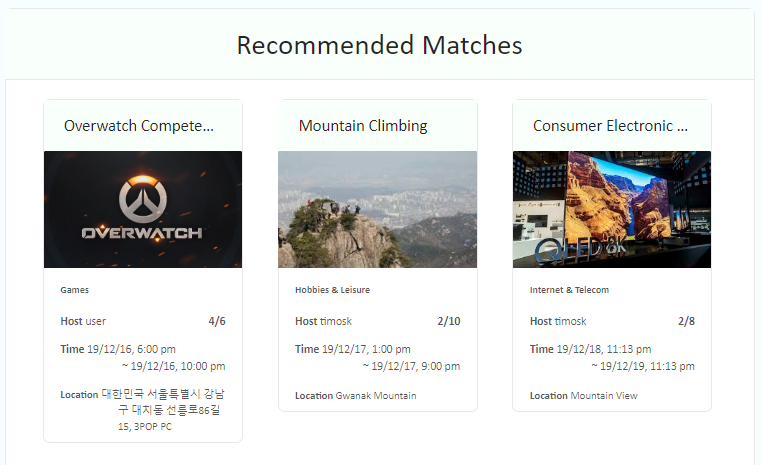 Recommended Matches
Overwatch Compete...
OVERWATCH
Games
Host user 4/6
Time 19/12/16, 6:00 pm
~ 19/12/16, 10:00 pm
Location 대한민국 서울특별시 강남
구 대치동 선릉로86길
15, 3POP PC
Mountain Climbing
Hobbies & Leisure
Host timosk 2/10
Time 19/12/17, 1:00 pm
~ 19/12/17, 9:00 pm
Location Gwanak Mountain
Consumer Electronic ...
QLED 8K
Internet & Telecom
Host timosk 2/8
Time 19/12/18, 11:13 pm
~ 19/12/19, 11:13 pm
Location Mountain View